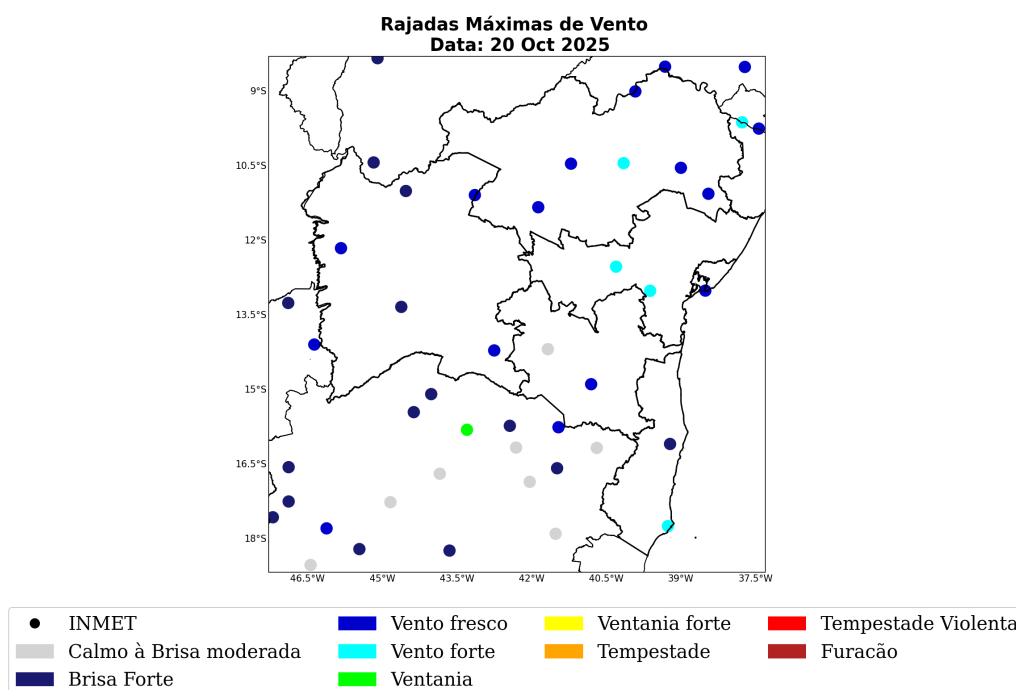 Rajadas Máximas de Vento
Data: 20 Oct 2025
9°S
10.5°S
12°S
13.5°S
15°S
16.5°S
18°S
46.5°W 45°W 43.5°W 42°W 40.5°W 39°W 37.5°W
INMET Vento fresco Ventania forte Tempestade Violenta
Calmo à Brisa moderada Vento forte Tempestade Furacão
Brisa Forte Ventania